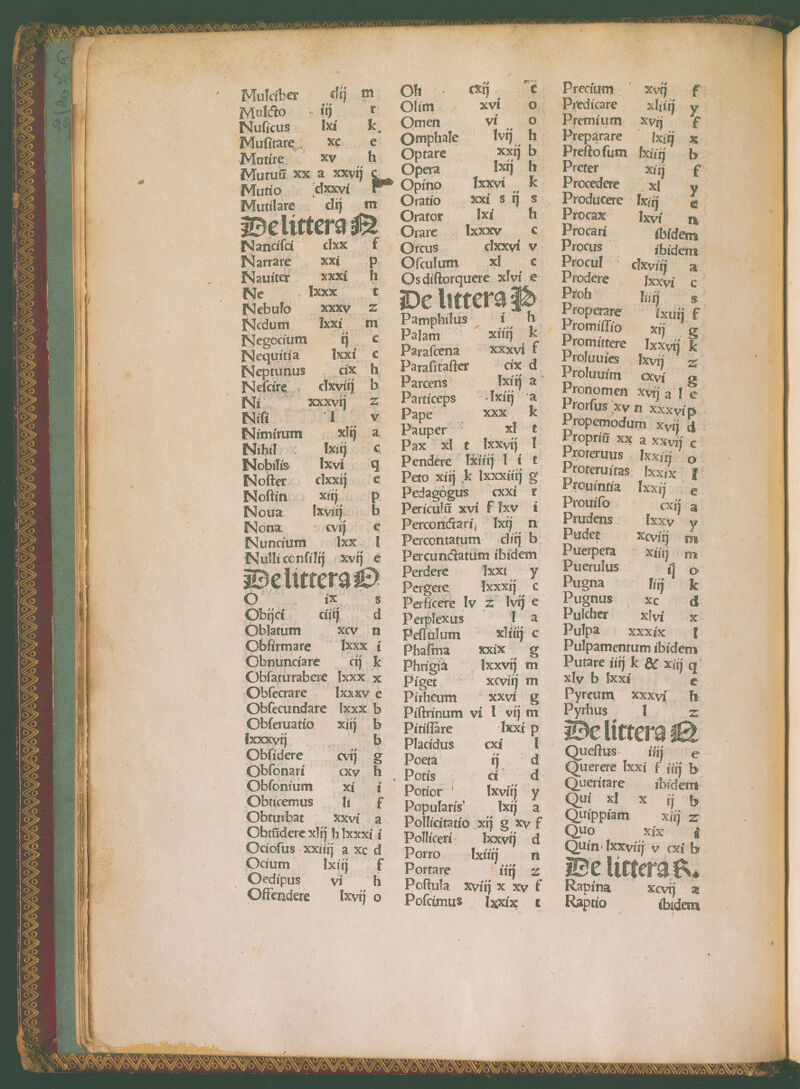 Mulciber clij m
Mulcto iij r
Nuſicus lxi k.
Muſitare xc e
Mutire xv h
Mutuũ xx a xxvij c
Mutio clxxvi p
Mutilare clij m
De littera N
Nanciſci clxx f
Narrare xxi p
Nauiter xxxi h
Ne lxxx t
Nebulo xxxv z
Nedum lxxi m
Negocium ij c
Nequitia lxxi c
Neptunus cix h
Neſcire clxviij b
Ni xxxvij z
Niſi l v
Nimirum xlij a
Nihil lxiij c
Nobilis lxvi q
Noſter clxxij e
Noſtin xiij p
Noua lxviij b
Nona cvij e
Nuncium lxx l
Nulli conſilij xvij e
De littera O
O ix s
Obijci ciiij d
Oblatum xcv n
Obfirmare lxxx i
Obnunciare cij k
Obſaturabere lxxx x
Obſecrare lxxxv e
Obſecundare lxxx b
Obſeruatio xiij b
lxxxvij b
Obſidere cvij g
Obſonari cxv h
Obſonium xi i
Obticemus li f
Obturbat xxvi a
Obtũdere xlij h lxxxi i
Ociofus xxiiij a xc d
Ocium lxiij f
Oedipus vi h
Offendere lxvij o
Oh cxij c
Olim xvi o
Omen vi o
Omphale lvij h
Optare xxij b
Opera lxij h
Opino lxxvi k
Oratio xxi s ij s
Orator lxi h
Orare lxxxv c
Orcus clxxvi v
Oſculum xl c
Os diſtorquere xlvi e
De littera P
Pamphilus i h
Palam xiiij k
Paraſcena xxxvi f
Paraſitaſter cix d
Parcens lxiij a
Particeps lxiij a
Pape xxx k
Pauper xl t
Pax xl t lxxvij l
Pendere lxiiij l i t
Peto xiij k lxxxiiij g
Pedagogus cxxi r
Periculũ xvi f lxv i
Percontari, lxij n
Percontatum cliij b
Percunctatum ibidem
Perdere lxxi y
Pergere lxxxij c
Perficere lv z lvij e
Perplexus l a
Peſſulum xliiij c
Phaſma xxix g
Phrigia lxxvij m
Piget xcviij m
Pirheum xxvi g
Piſtrinum vi l vij m
Pitiſſare lxxi p
Placidus cxi l
Poeta ij d
Potis ci d
Potior lxviij y
Popularis lxij a
Pollicitatio xij g xv f
Polliceri lxxvij d
Porro lxiiij n
Portare iiij z
Poſtula xviij x xv f
Poſcimus lxxix t
Precium xvij f
Predicare xliiij y
Premium xvij f
Preparare lxiij x
Preſto ſum lxiiij b
Preter xiij f
Procedere xl y
Producere lxiij e
Procax lxvi n
Procari ibidem
Procus ibidem
Procul clxviij a
Prodere lxxvi c
Proh liiij s
Properare lxuij f
Promiſſio xij g
Promittere lxxvij k
Proluuies lxvij z
Proluuim cxvi g
Pronomen xvij a l e
Prorſus xv n xxxvi p
Propemodum xvij d
Propriũ xx a xxvij c
Proteruus lxxiij o
Proteruitas lxxix f
Prouintia lxxij e
Prouiſo cxij a
Prudens lxxv y
Pudet xcviij m
Puerpera xiiij m
Puerulus ij o
Pugna liij k
Pugnus xc d
Pulcher xlvi x
Pulpa xxxix f
Pulpamentum ibidem
Putare iiij k & xiij q
xlv b lxxi e
Pyreum xxxvi h
Pyrhus l z
De littera Q
Queſtus iiij e
Querere lxxi f iiij b
Queritare ibidem
Qui xl x ij b
Quippiam xiij z
Quo xix i
Quin lxxviij v cxi b
De littera R.
Rapina xcvij a
Raptio ibidem